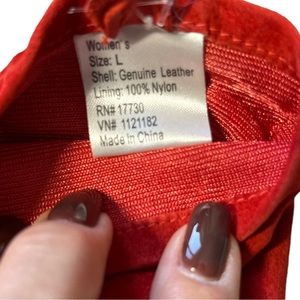 Women's
Size: L
Shell: Genuine Leather
Lining: 100% Nylon
RN# 17730
VN# 1121182
Made in China